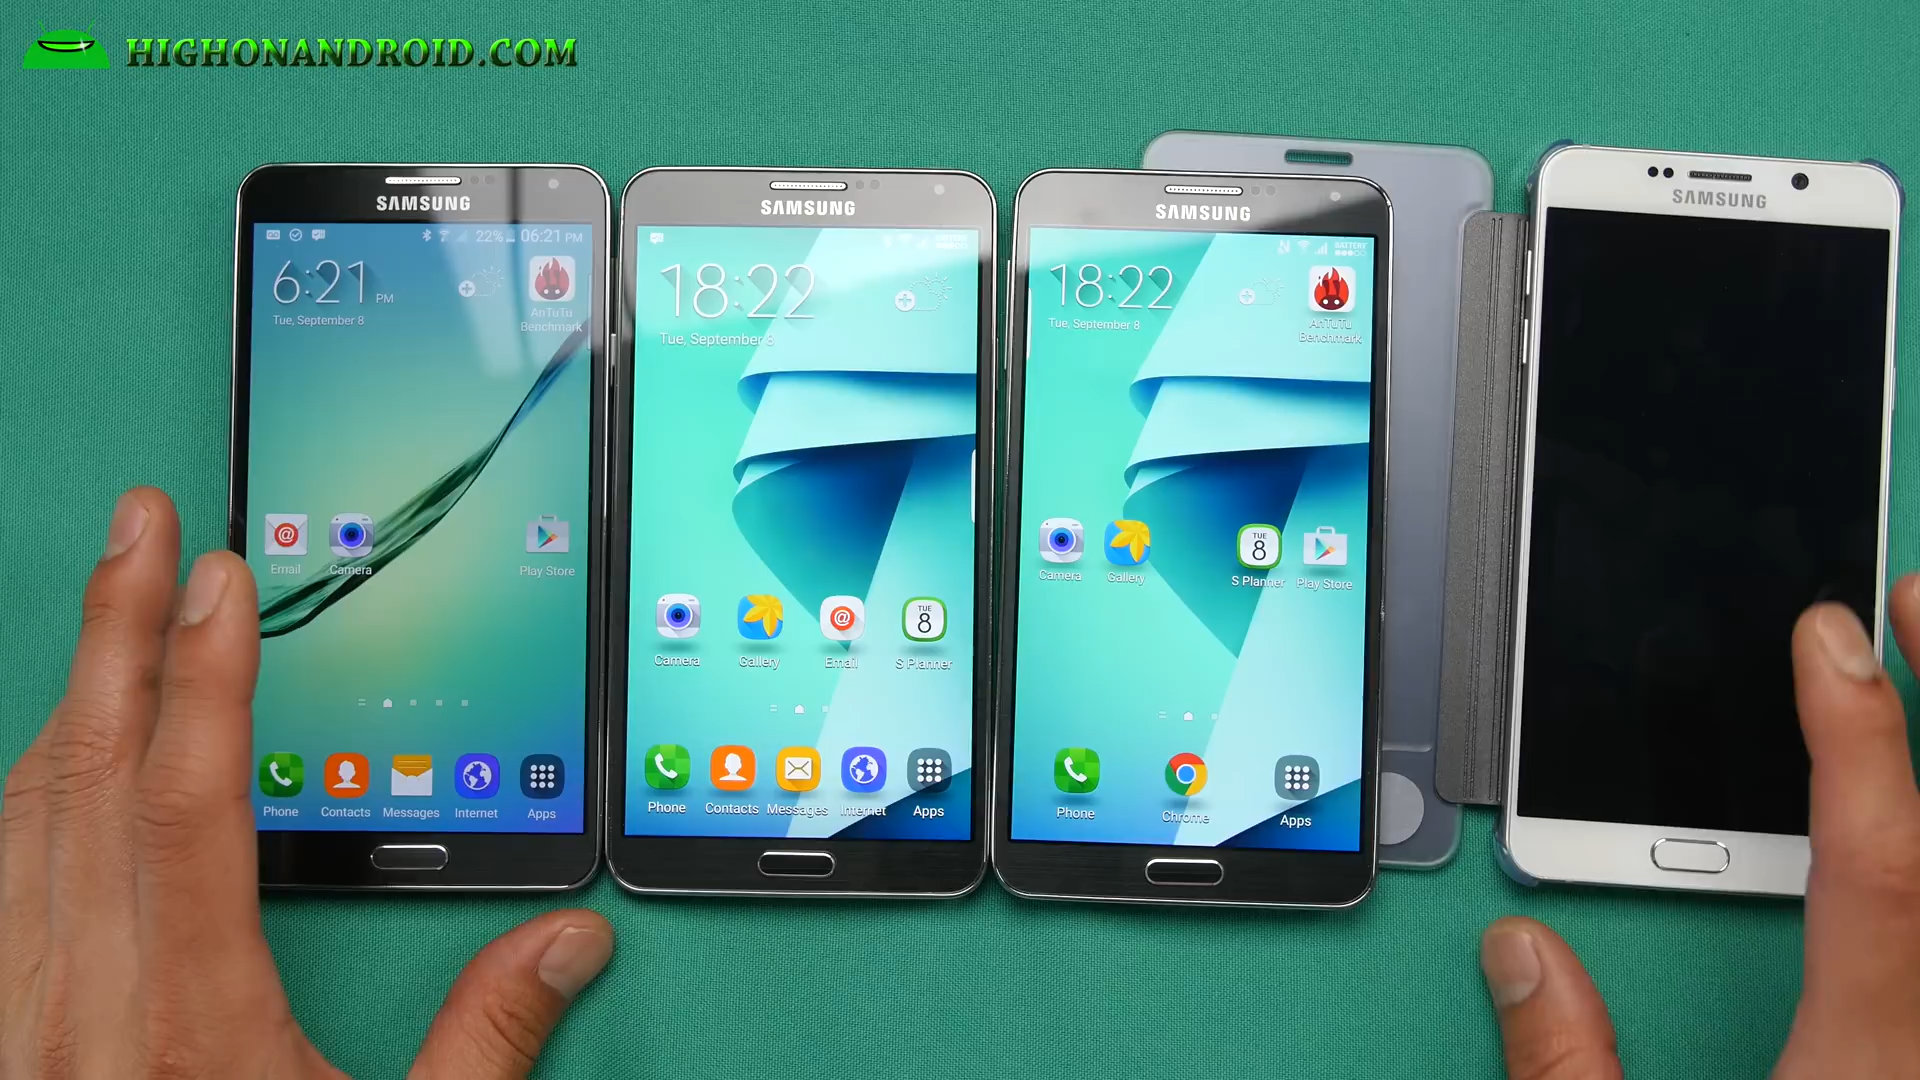 HIGHONANDROID.COM
SAMSUNG
22% 06:21 PM
6:21 PM
Tue, September 8
AnTuTu
Benchmark
Email
Camera
Play Store
Phone
Contacts
Messages
Internet
Apps
SAMSUNG
18:22
Tue, September 8
Camera
Gallery
Email
TUE
8
S Planner
Phone
Contacts
Messages
Internet
Apps
SAMSUNG
BATTERY
18:22
Tue, September 8
AnTuTu
Benchmark
Camera
Gallery
TUE
8
S Planner
Play Store
Phone
Chrome
Apps
SAMSUNG